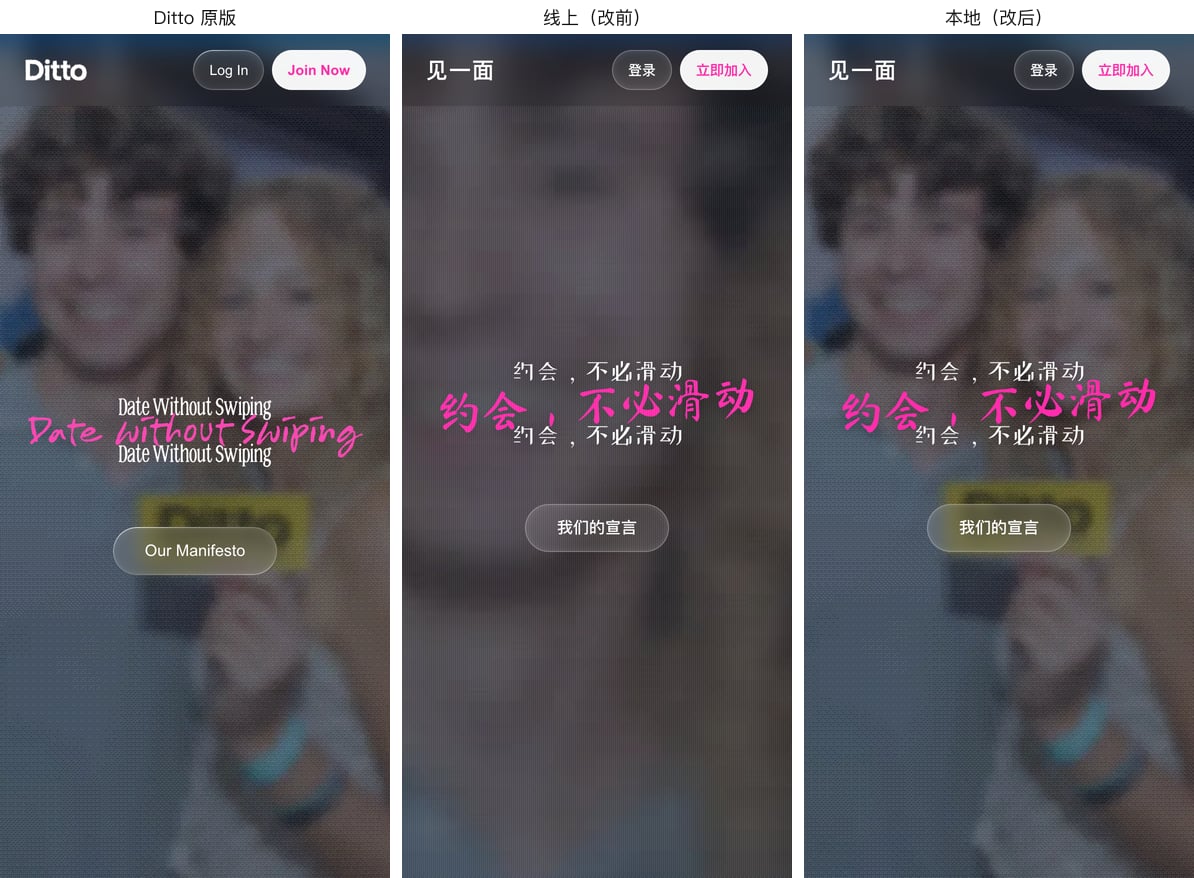 Ditto 原版
线上（改前）
本地（改后）
Ditto
Log In
Join Now
Date Without Swiping
Date without Swiping
Date Without Swiping
Ditto
Our Manifesto
见一面
登录
立即加入
约会，不必滑动
约会，不必滑动
约会，不必滑动
我们的宣言
见一面
登录
立即加入
约会，不必滑动
约会，不必滑动
约会，不必滑动
Ditto
我们的宣言